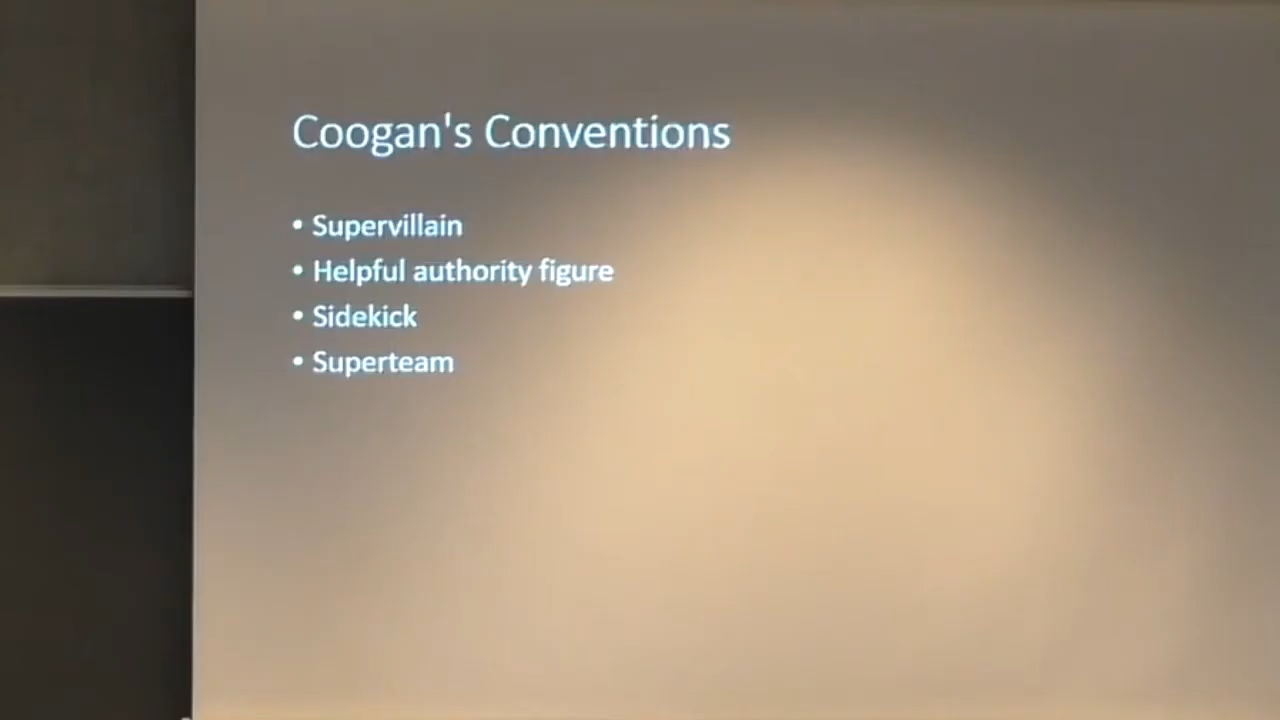 Coogan's Conventions
• Supervillain
• Helpful authority figure
• Sidekick
• Superteam